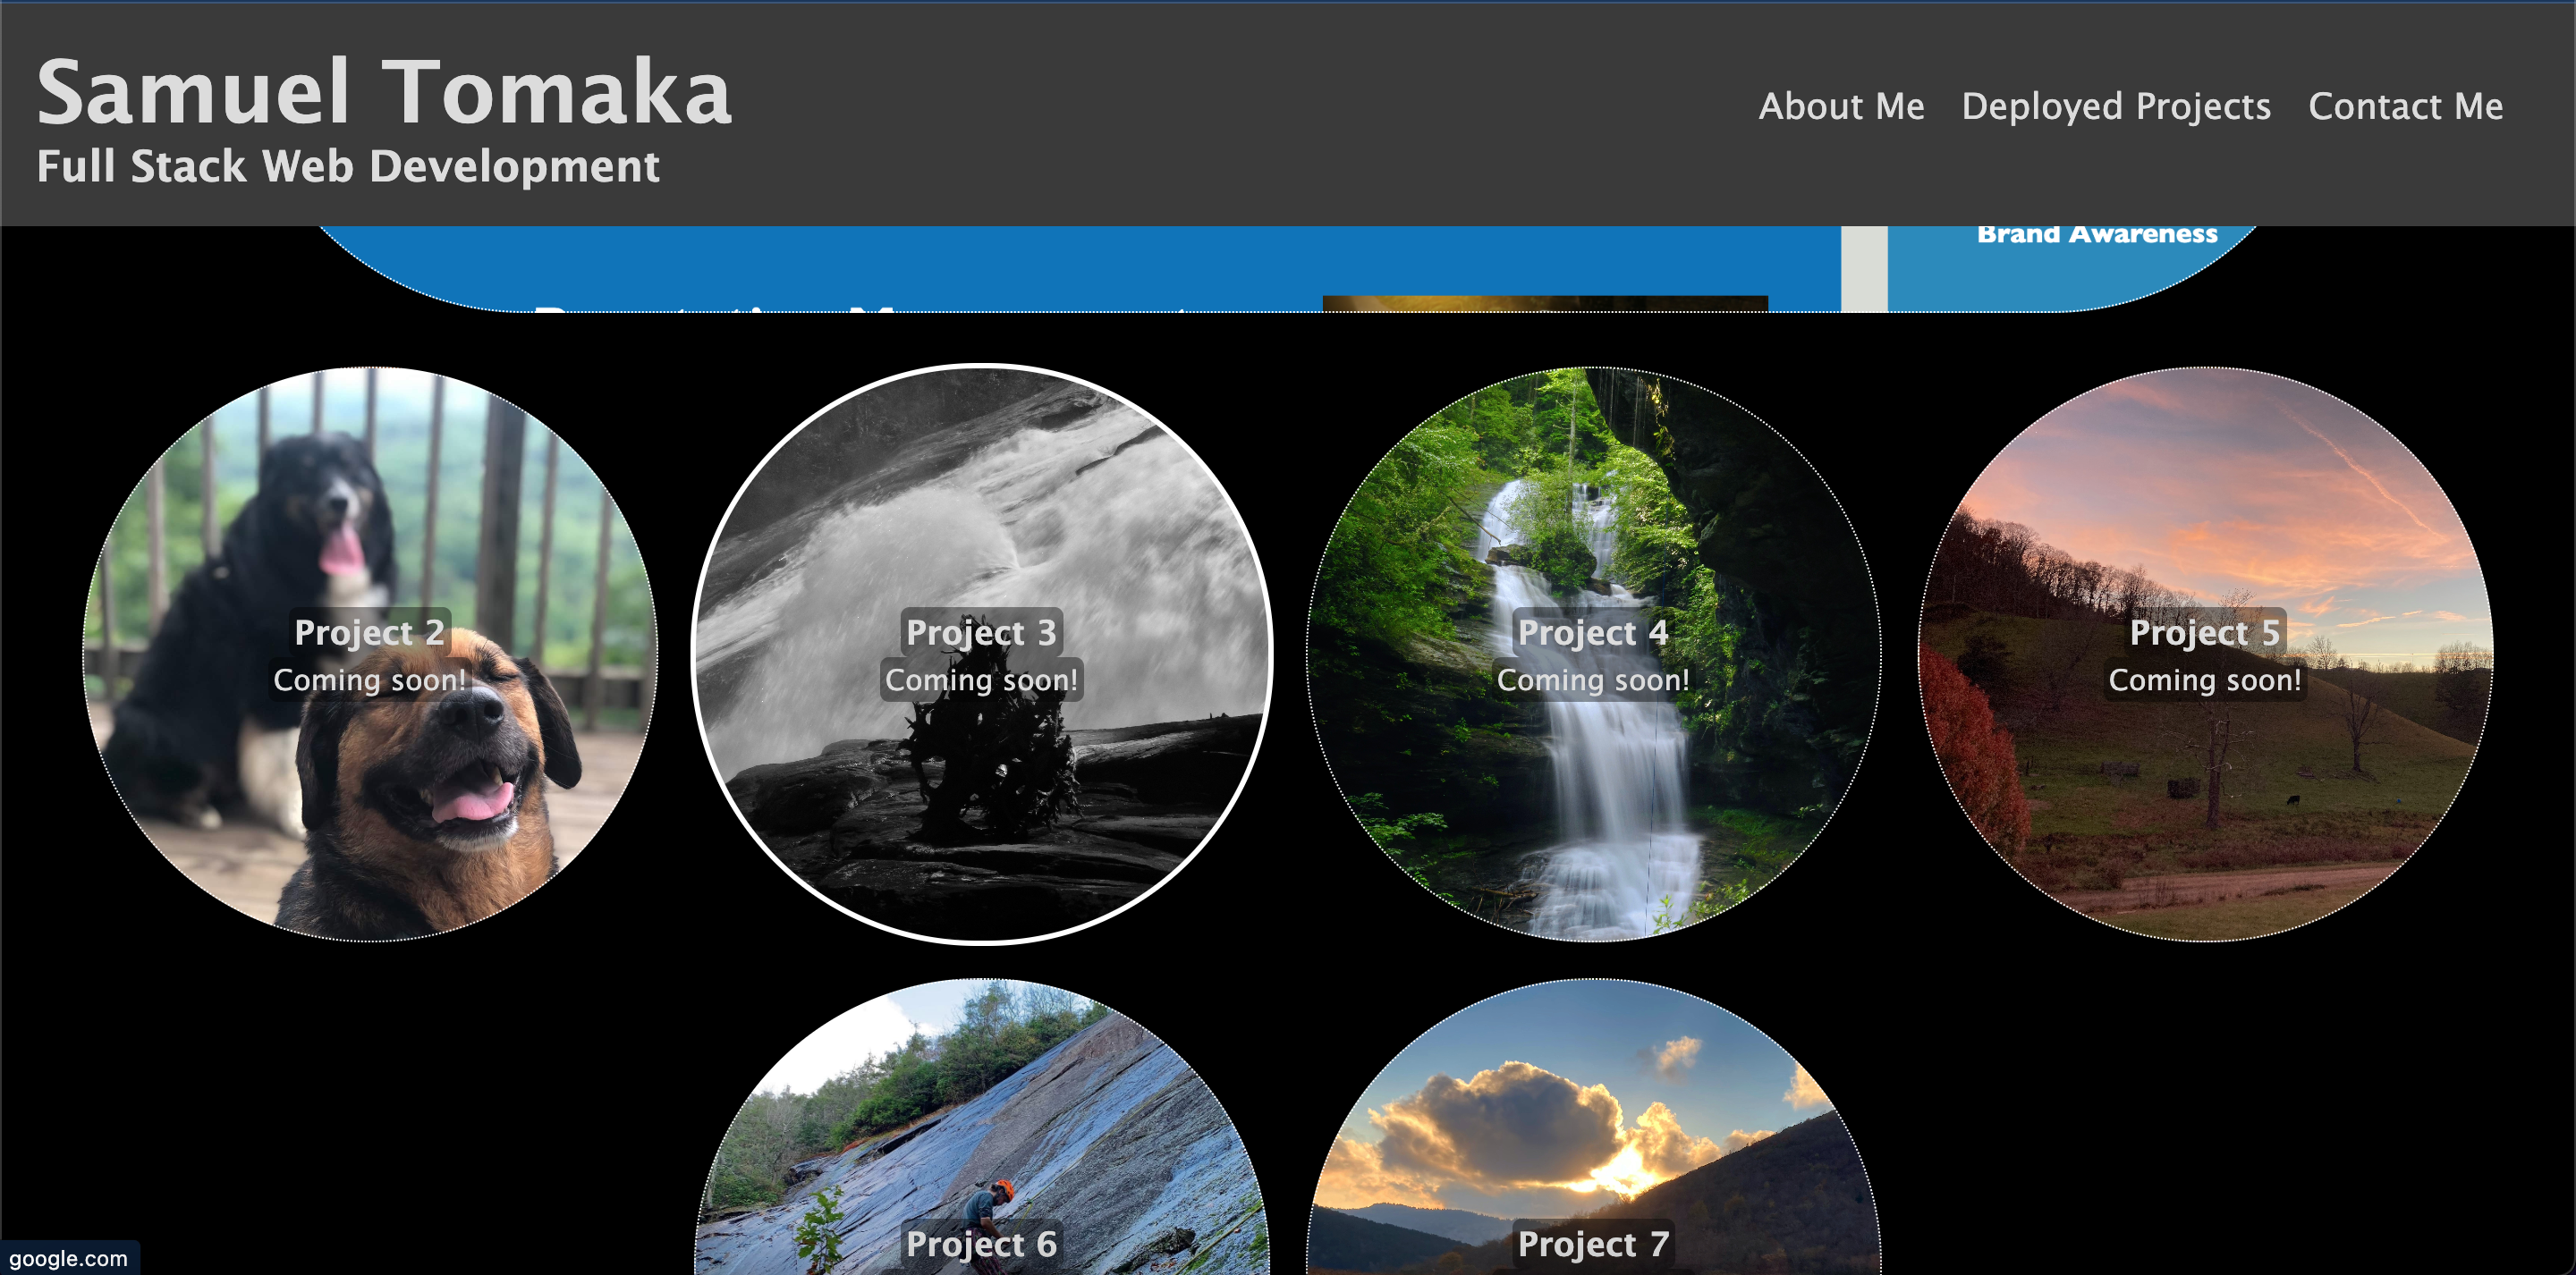 Samuel Tomaka
Full Stack Web Development
About Me Deployed Projects Contact Me
Brand Awareness
Project 2
Coming soon!
Project 3
Coming soon!
Project 4
Coming soon!
Project 5
Coming soon!
Project 6
Project 7
google.com